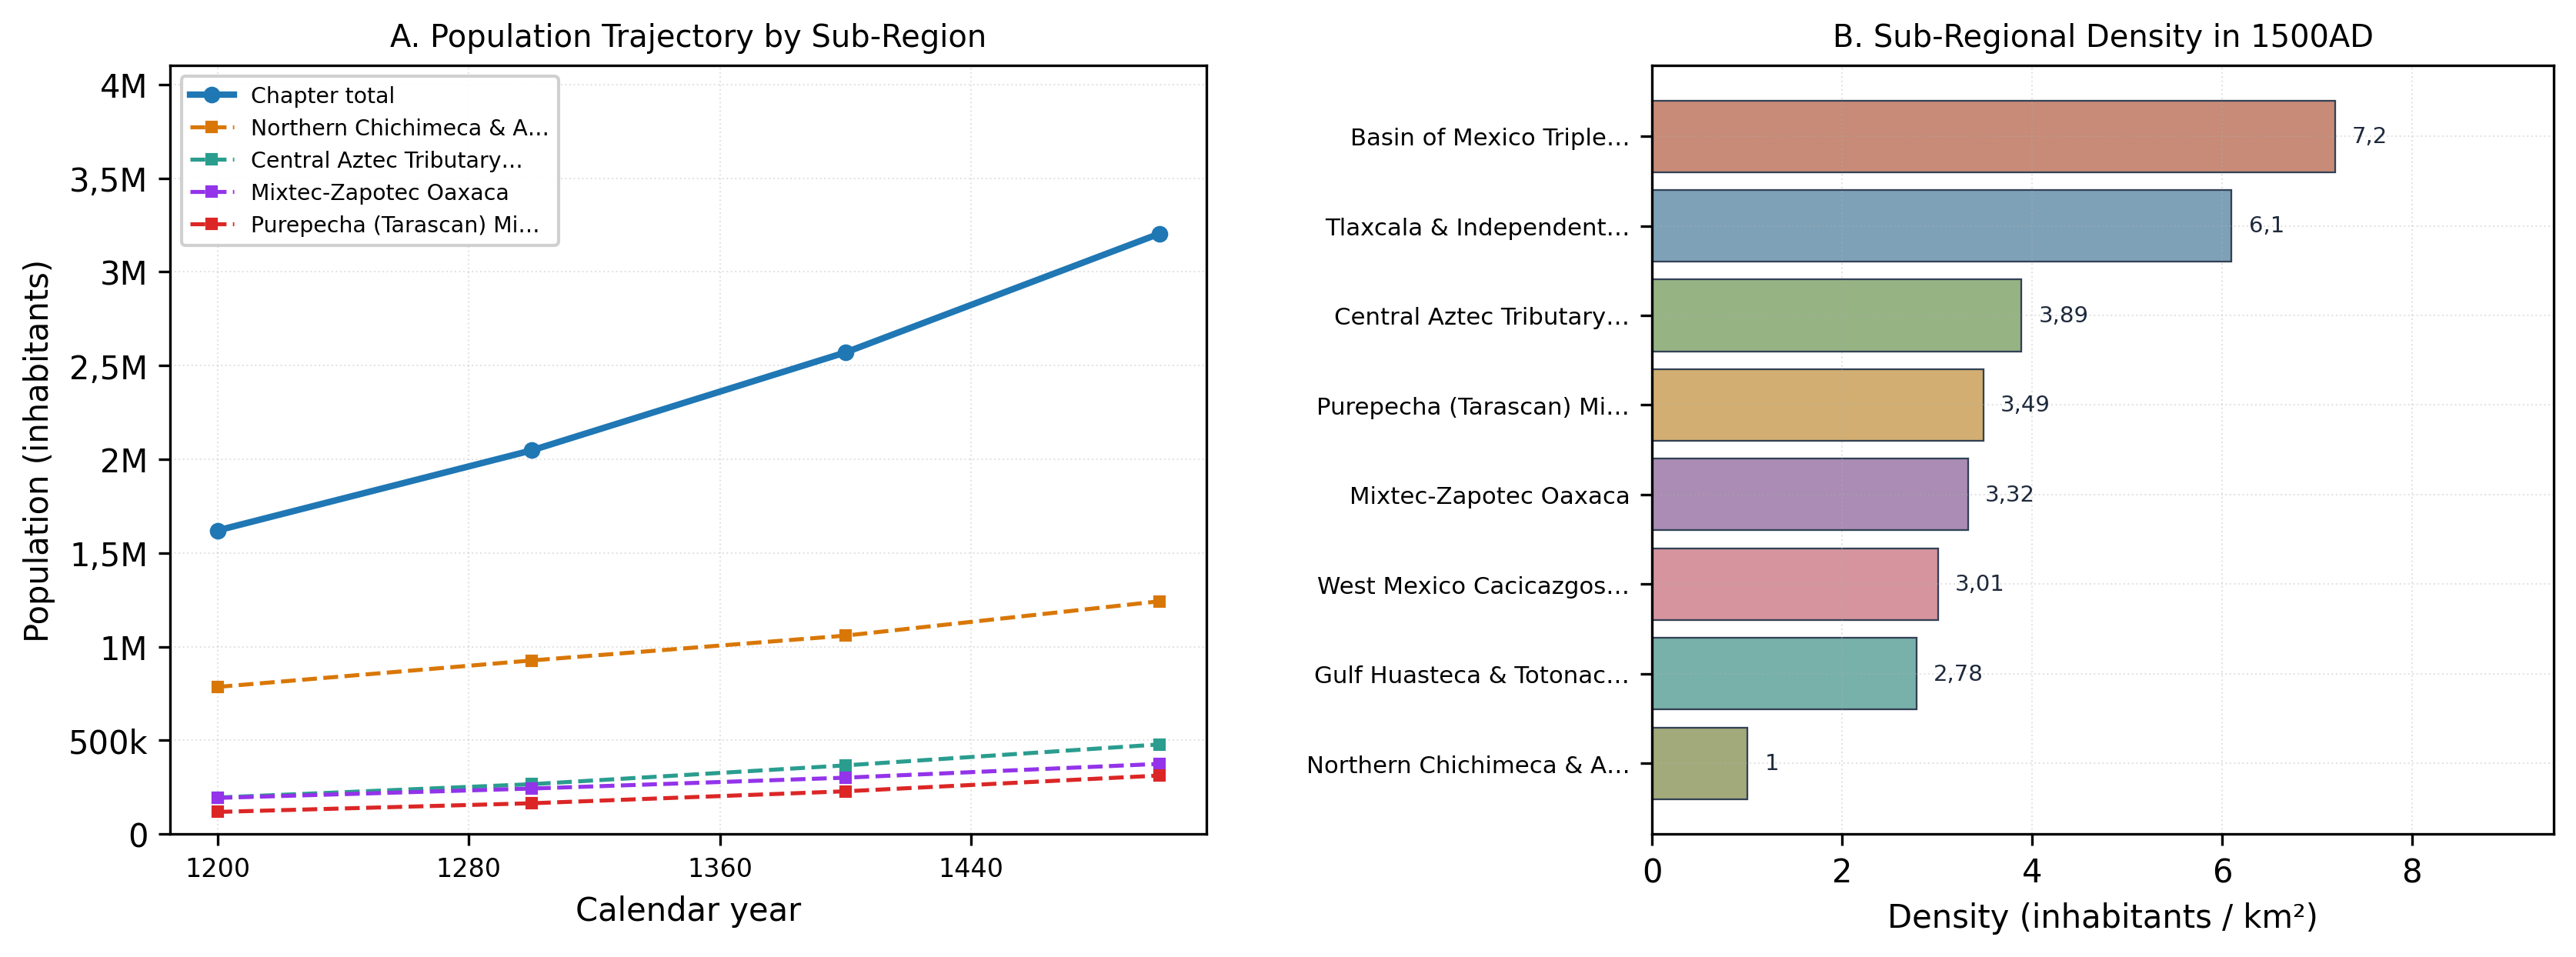 A. Population Trajectory by Sub-Region
4M
3,5M
3M
2,5M
2M
1,5M
1M
500k
0
Population (inhabitants)
Chapter total
Northern Chichimeca & A…
Central Aztec Tributary…
Mixtec-Zapotec Oaxaca
Purepecha (Tarascan) Mi…
1200 1280 1360 1440
Calendar year
B. Sub-Regional Density in 1500AD
Basin of Mexico Triple… 7,2
Tlaxcala & Independent… 6,1
Central Aztec Tributary… 3,89
Purepecha (Tarascan) Mi… 3,49
Mixtec-Zapotec Oaxaca 3,32
West Mexico Cacicazgos… 3,01
Gulf Huasteca & Totonac… 2,78
Northern Chichimeca & A… 1
0 2 4 6 8
Density (inhabitants / km²)